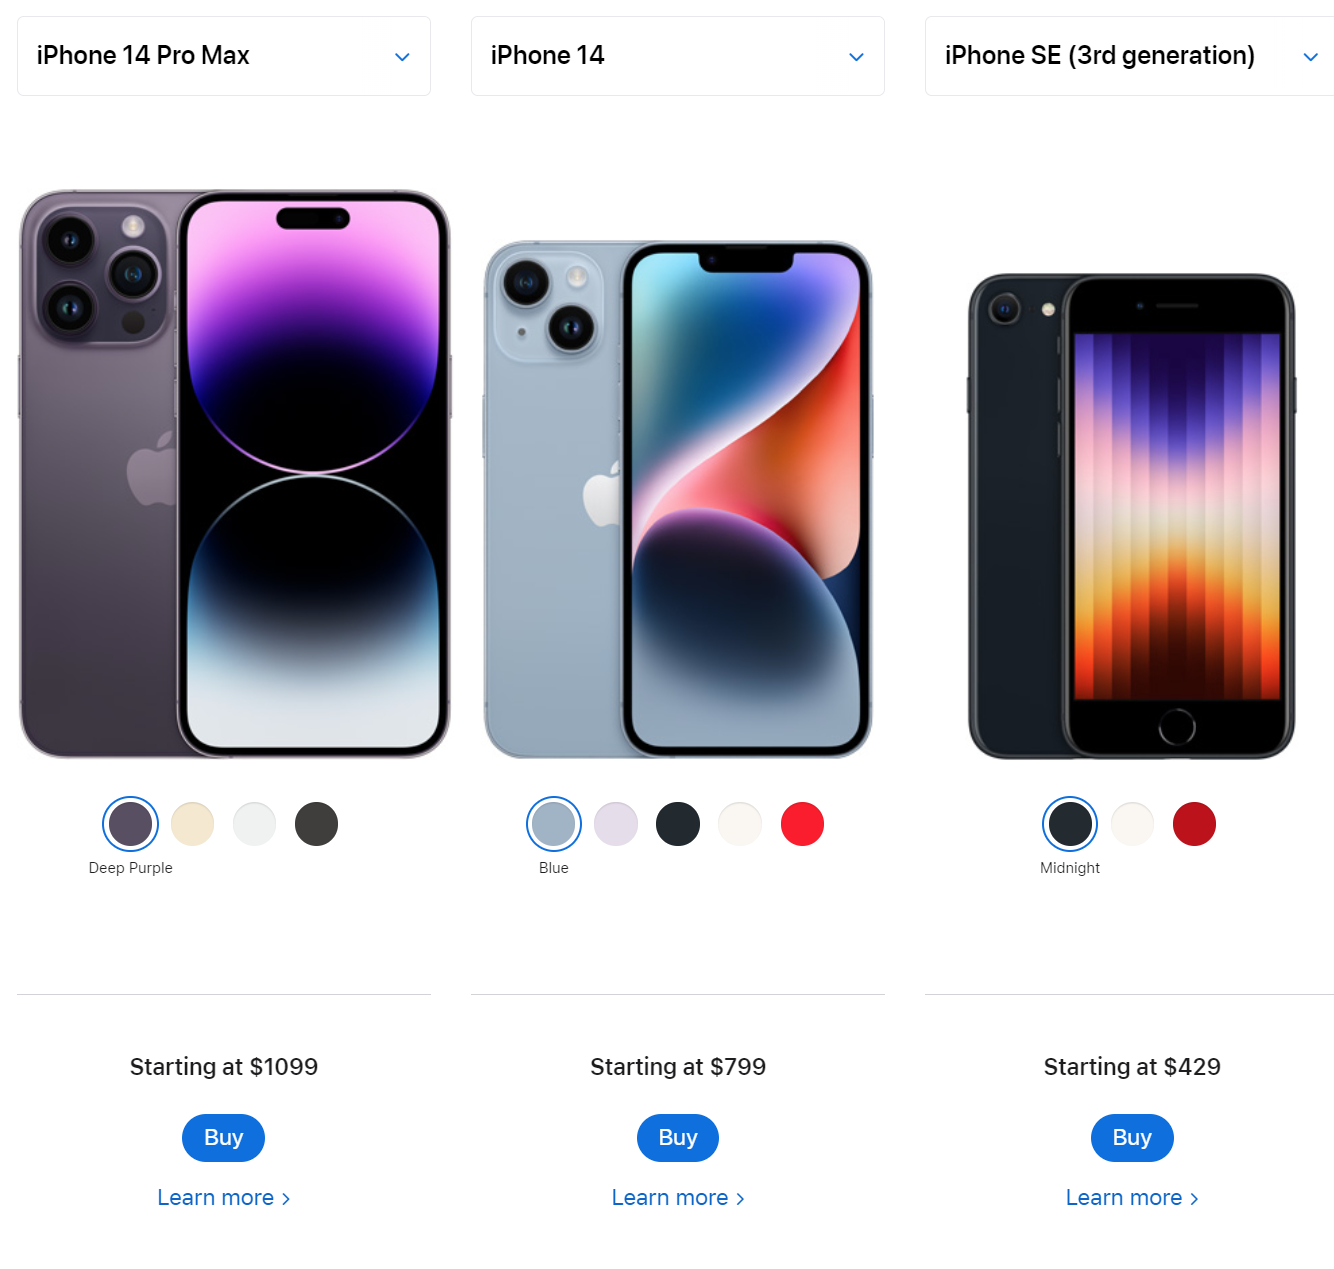 iPhone 14 Pro Max
iPhone 14
iPhone SE (3rd generation)
Deep Purple
Blue
Midnight
Starting at $1099
Starting at $799
Starting at $429
Buy
Buy
Buy
Learn more >
Learn more >
Learn more >